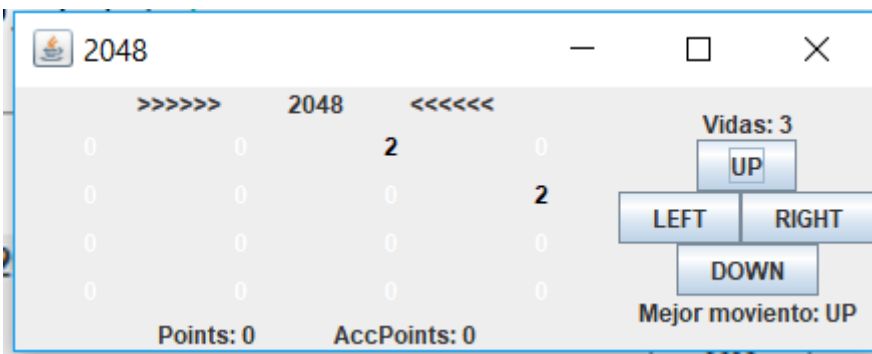 2048
>>>>>> 2048 <<<<<<
0 0 2 0
0 0 0 2
0 0 0 0
0 0 0 0
Points: 0 AccPoints: 0
Vidas: 3
UP
LEFT RIGHT
DOWN
Mejor moviento: UP